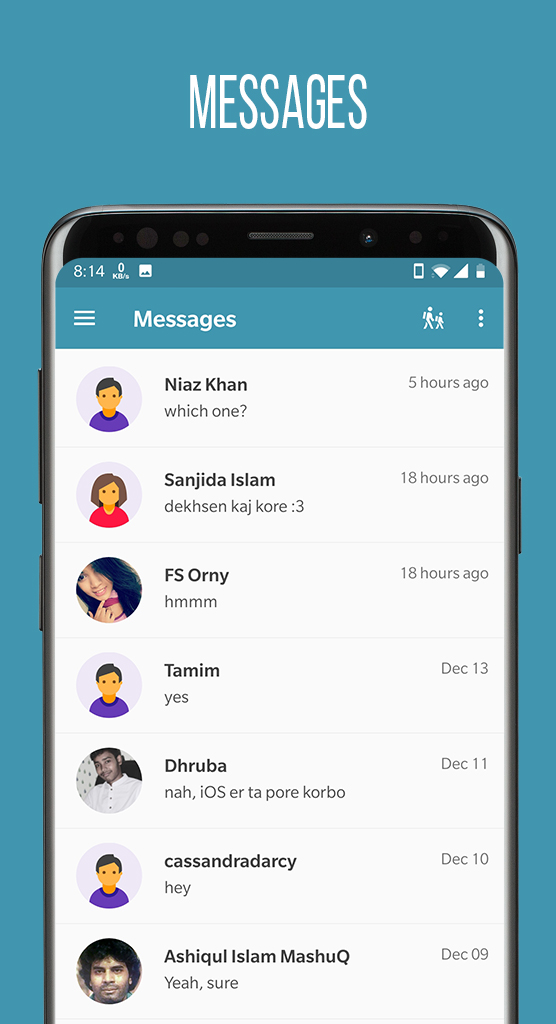 MESSAGES
8:14 0 KB/s
Messages
Niaz Khan 5 hours ago
which one?
Sanjida Islam 18 hours ago
dekhsen kaj kore :3
FS Orny 18 hours ago
hmmm
Tamim Dec 13
yes
Dhruba Dec 11
nah, iOS er ta pore korbo
cassandradarcy Dec 10
hey
Ashiqul Islam MashuQ Dec 09
Yeah, sure